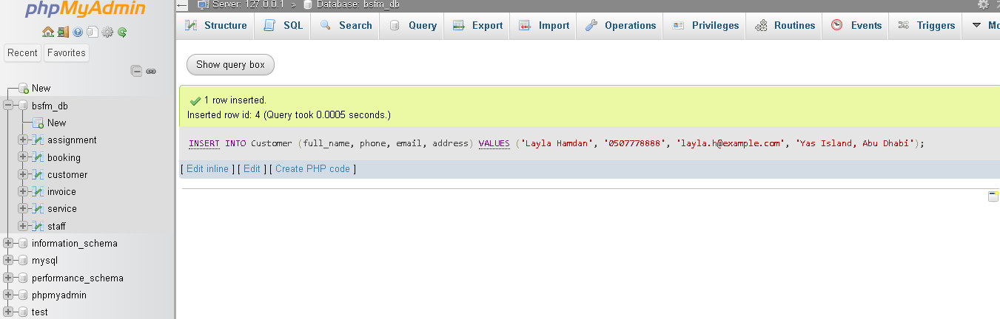 phpMyAdmin
Recent Favorites
New
bsfm_db
New
assignment
booking
customer
invoice
service
staff
information_schema
mysql
performance_schema
phpmyadmin
test
Server: 127.0.0.1 » Database: bsfm_db
Structure SQL Search Query Export Import Operations Privileges Routines Events Triggers Mo
Show query box
1 row inserted.
Inserted row id: 4 (Query took 0.0005 seconds.)
INSERT INTO Customer (full_name, phone, email, address) VALUES ('Layla Hamdan', '0507778888', 'layla.h@example.com', 'Yas Island, Abu Dhabi');
[ Edit inline ] [ Edit ] [ Create PHP code ]